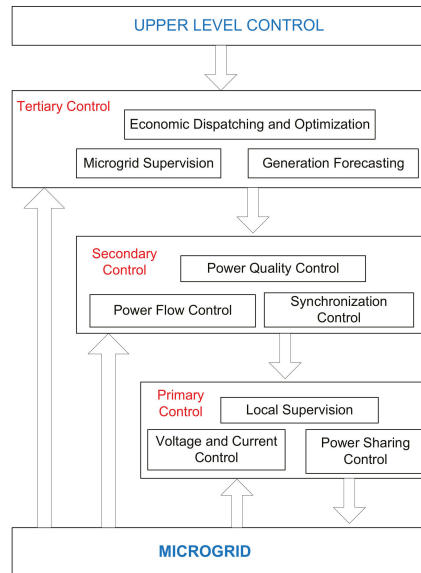 UPPER LEVEL CONTROL
Tertiary Control
Economic Dispatching and Optimization
Microgrid Supervision
Generation Forecasting
Secondary
Control
Power Quality Control
Power Flow Control
Synchronization
Control
Primary
Control
Local Supervision
Voltage and Current
Control
Power Sharing
Control
MICROGRID